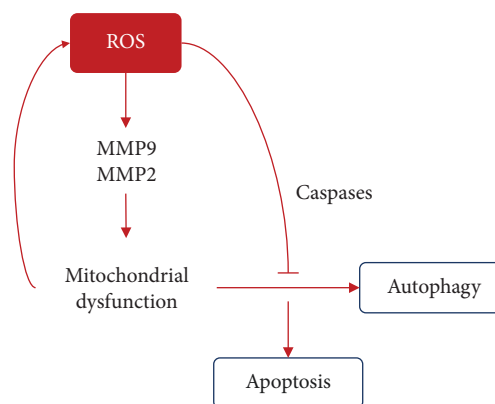 ROS
MMP9
MMP2
Caspases
Mitochondrial
dysfunction
Autophagy
Apoptosis